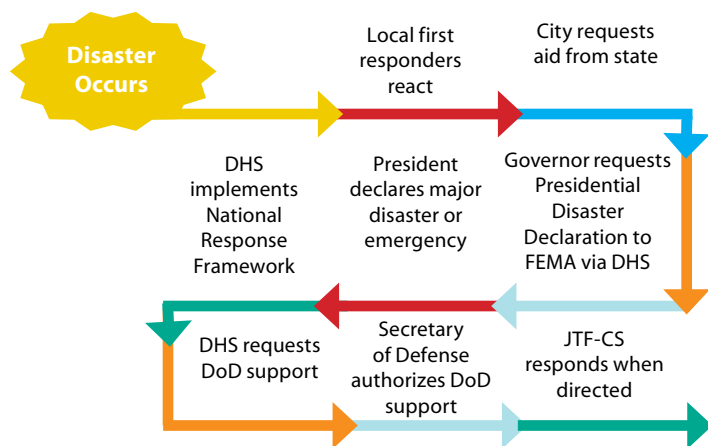 Disaster
Occurs
Local first
responders
react
City requests
aid from state
Governor requests
Presidential
Disaster
Declaration to
FEMA via DHS
President
declares major
disaster or
emergency
DHS
implements
National
Response
Framework
DHS requests
DoD support
Secretary
of Defense
authorizes DoD
support
JTF-CS
responds when
directed